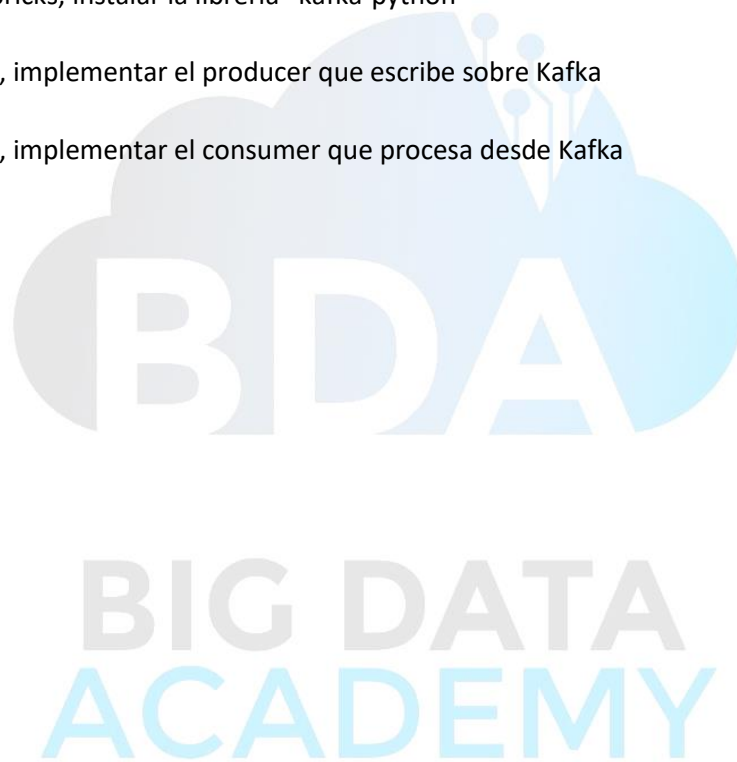 instalar la librería "kafka-python"
, implementar el producer que escribe sobre Kafka
, implementar el consumer que procesa desde Kafka
BDA
BIG DATA
ACADEMY